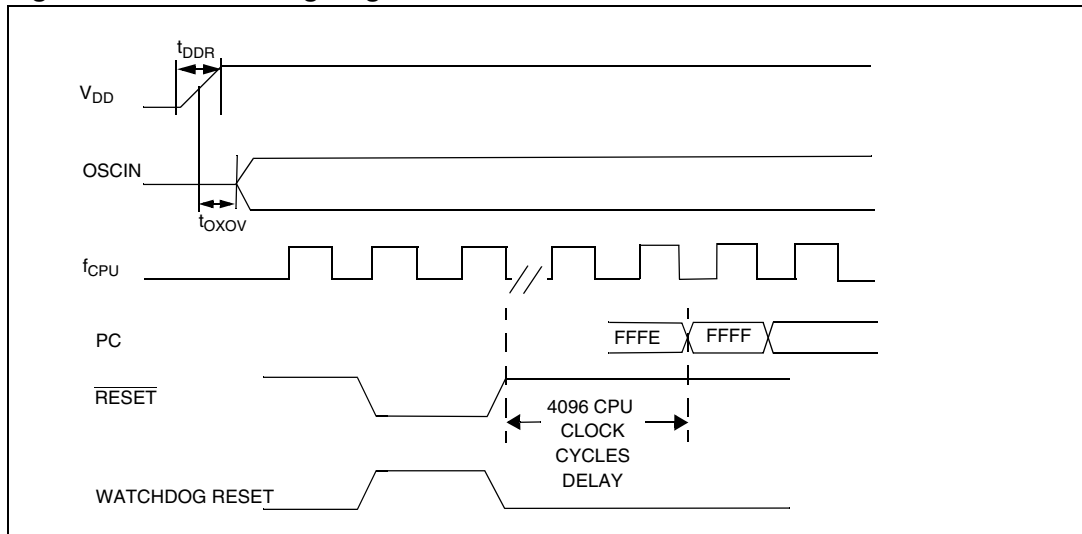 tDDR
VDD
OSCIN
tOXOV
fCPU
PC
FFFE
FFFF
RESET
4096 CPU
CLOCK
CYCLES
DELAY
WATCHDOG RESET